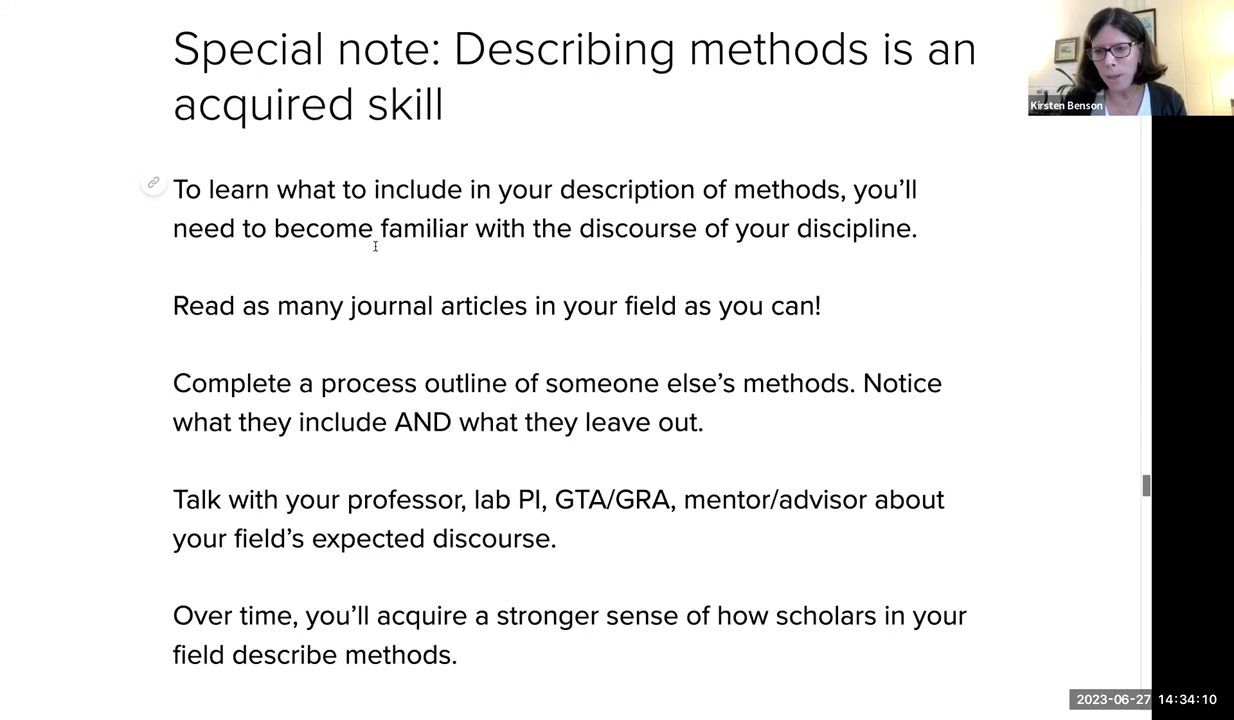 Special note: Describing methods is an
acquired skill
Kirsten Benson
To learn what to include in your description of methods, you’ll
need to become familiar with the discourse of your discipline.
Read as many journal articles in your field as you can!
Complete a process outline of someone else’s methods. Notice
what they include AND what they leave out.
Talk with your professor, lab PI, GTA/GRA, mentor/advisor about
your field’s expected discourse.
Over time, you’ll acquire a stronger sense of how scholars in your
field describe methods.
2023-06-27 14:34:10